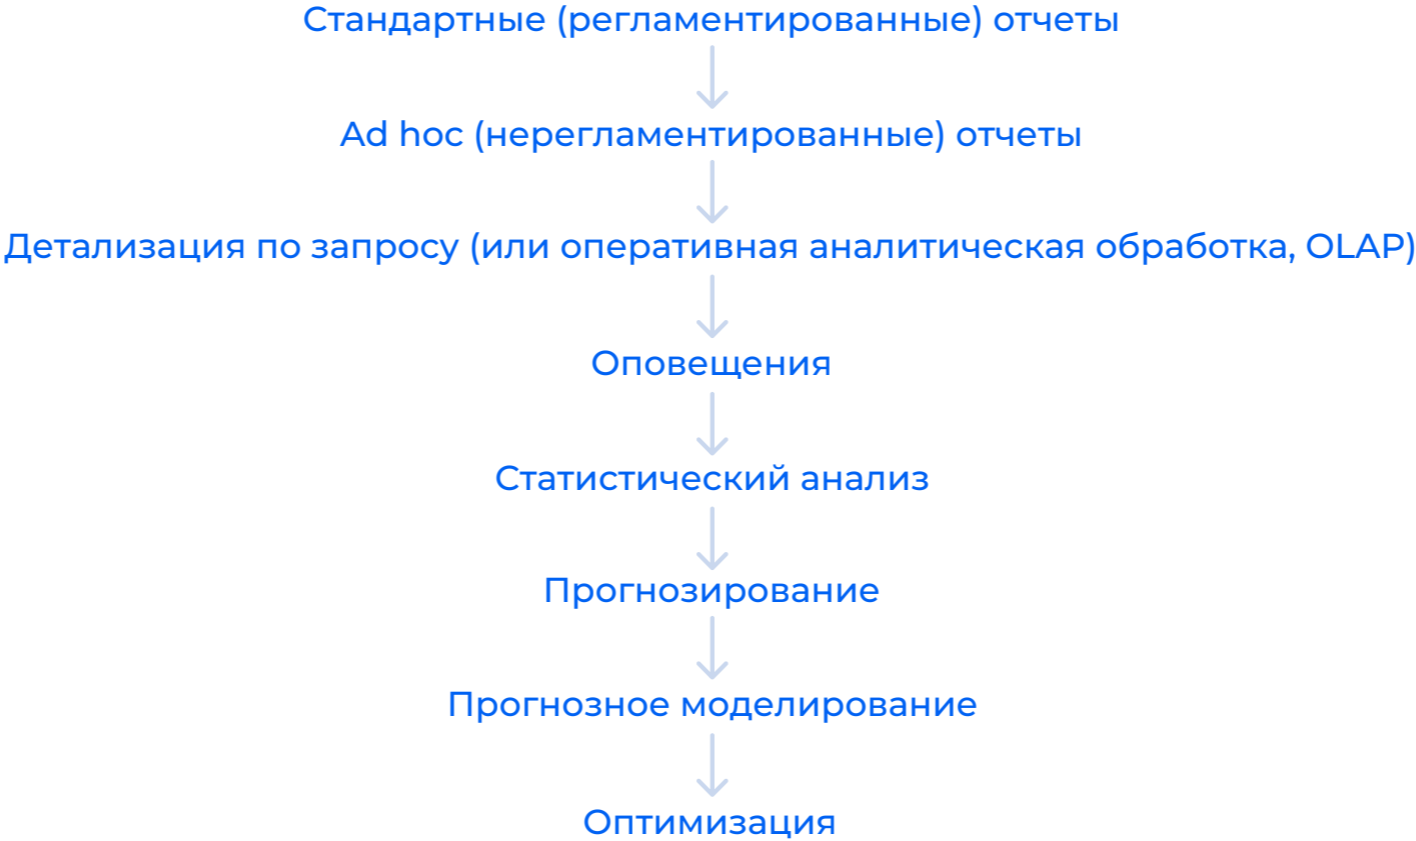 Стандартные (регламентированные) отчеты
Ad hoc (нерегламентированные) отчеты
Детализация по запросу (или оперативная аналитическая обработка, OLAP)
Оповещения
Статистический анализ
Прогнозирование
Прогнозное моделирование
Оптимизация